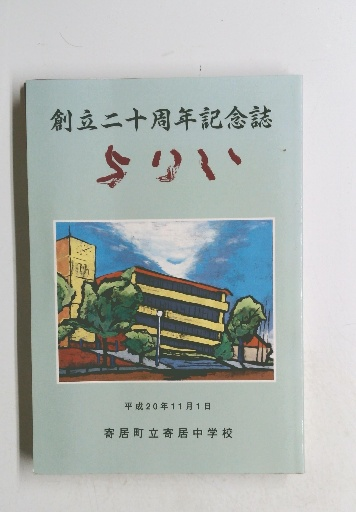 創立二十周年記念誌
よりい
平成20年11月1日
寄居町立寄居中学校